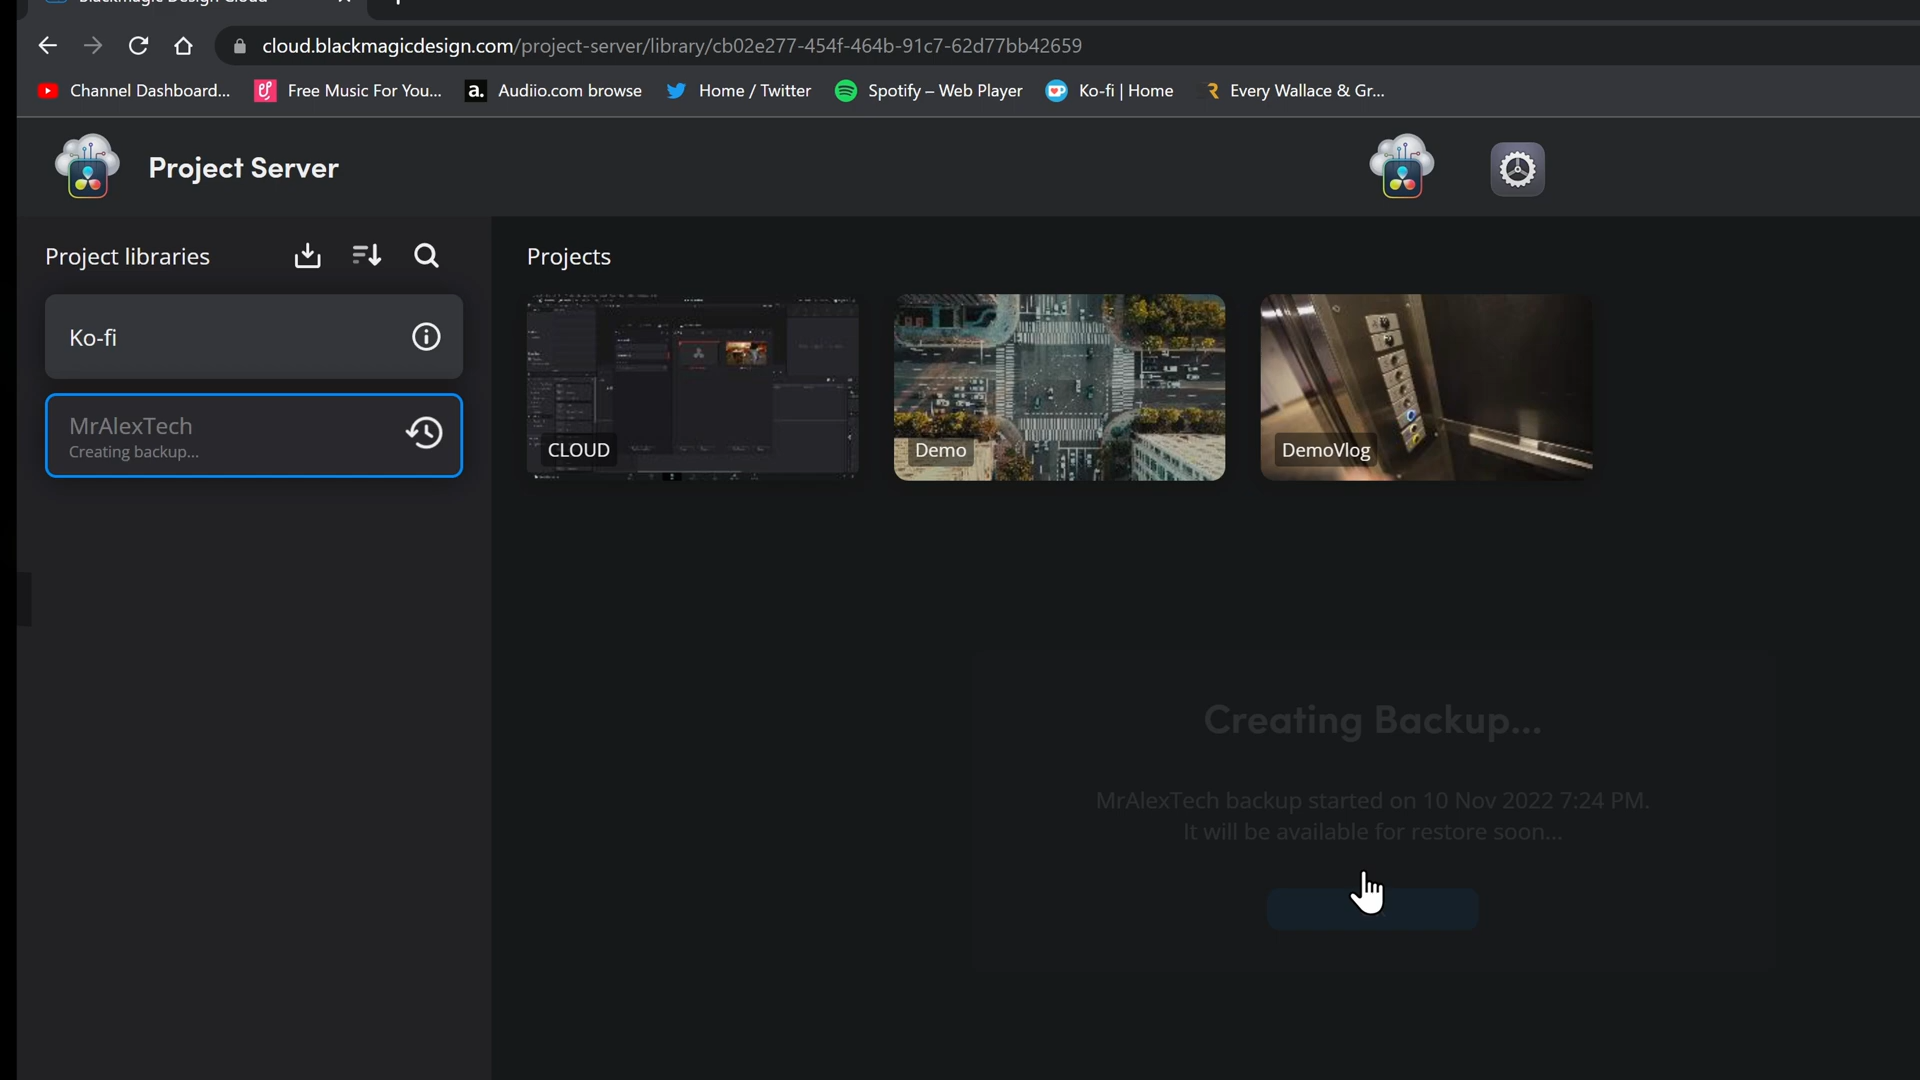 Blackmagic Design Cloud
cloud.blackmagicdesign.com/project-server/library/cb02e277-454f-464b-91c7-62d77bb42659
Channel Dashboard...
Free Music For You...
a.
Audiio.com browse
Home / Twitter
Spotify – Web Player
Ko-fi | Home
Every Wallace & Gr...
Project Server
Project libraries
Projects
Ko-fi
MrAlexTech
Creating backup...
CLOUD
Demo
DemoVlog
Creating Backup...
MrAlexTech backup started on 10 Nov 2022 7:24 PM.
It will be available for restore soon...